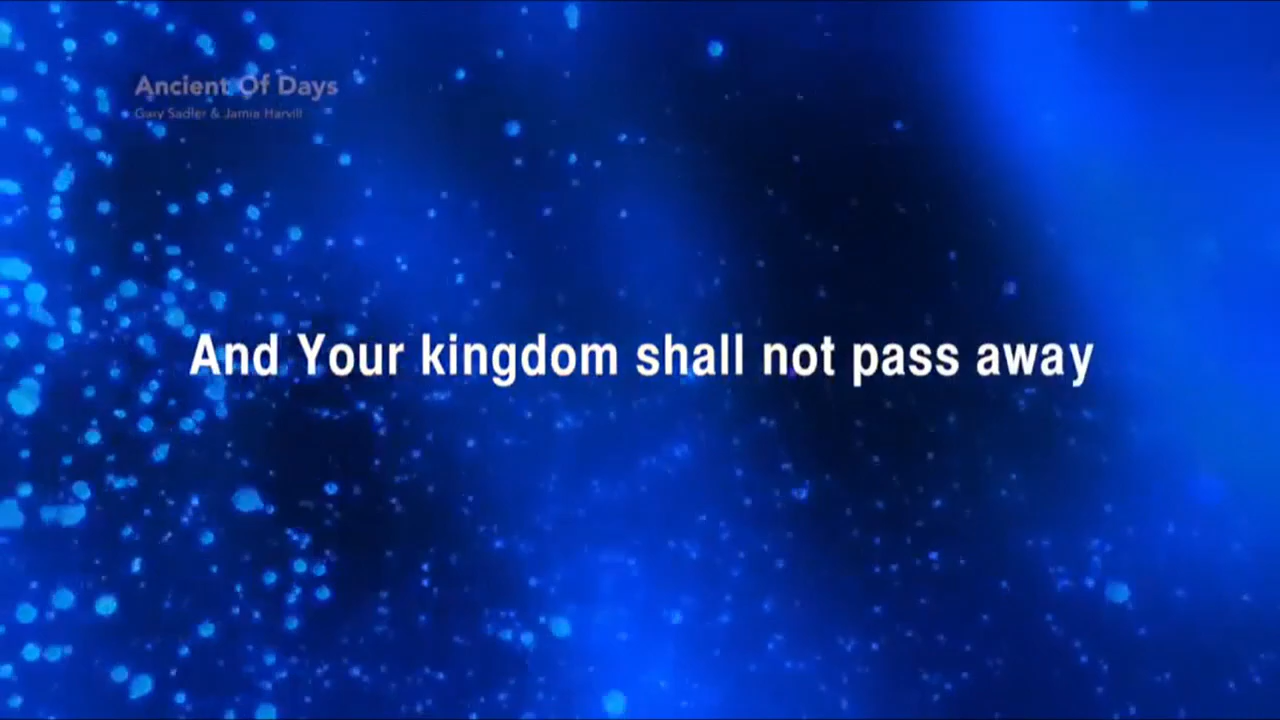 Ancient Of Days
Gary Sadler & Jamie Harvill
And Your kingdom shall not pass away